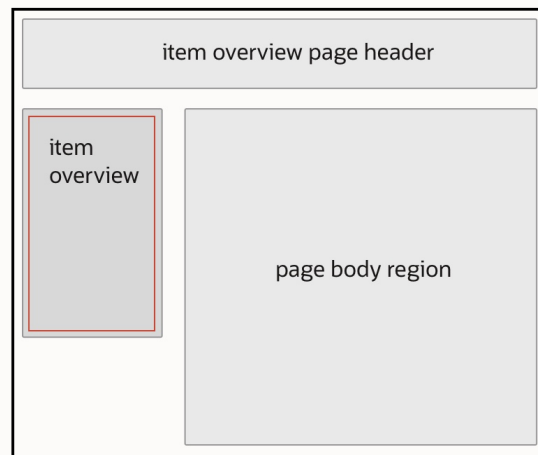 item overview page header
item
overview
page body region